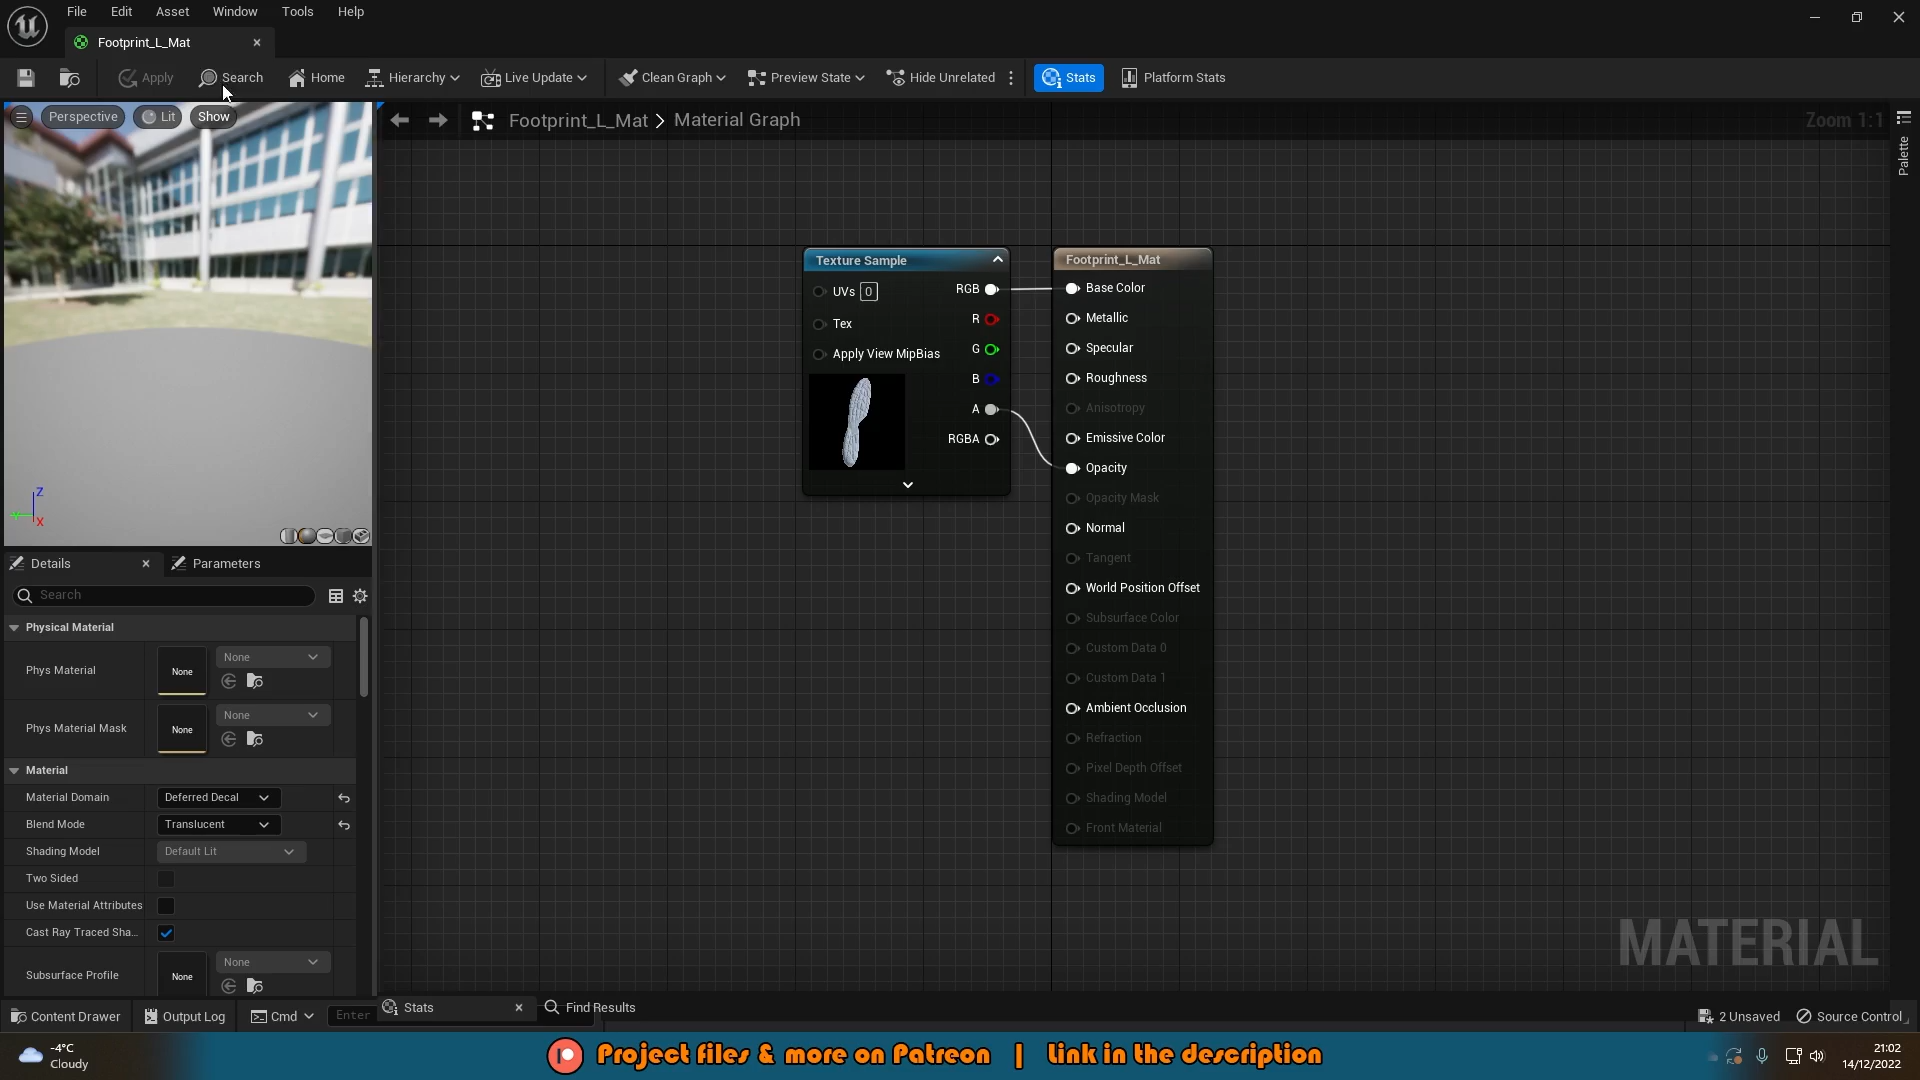 File Edit Asset Window Tools Help
Footprint_L_Mat
Apply Search Home Hierarchy Live Update Clean Graph Preview State Hide Unrelated Stats Platform Stats
Perspective Lit Show
Footprint_L_Mat > Material Graph
Zoom 1:1
Palette
Texture Sample
UVs 0
Tex
Apply View MipBias
RGB
R
G
B
A
RGBA
Footprint_L_Mat
Base Color
Metallic
Specular
Roughness
Anisotropy
Emissive Color
Opacity
Opacity Mask
Normal
Tangent
World Position Offset
Subsurface Color
Custom Data 0
Custom Data 1
Ambient Occlusion
Refraction
Pixel Depth Offset
Shading Model
Front Material
MATERIAL
Z
X
Details Parameters
Search
Physical Material
Phys Material None None
Phys Material Mask None None
Material
Material Domain Deferred Decal
Blend Mode Translucent
Shading Model Default Lit
Two Sided
Use Material Attributes
Cast Ray Traced Sha...
Subsurface Profile None None
Stats Find Results
Content Drawer Output Log Cmd Enter
2 Unsaved Source Control
-4°C
Cloudy
Project files & more on Patreon | Link in the description
21:02
14/12/2022